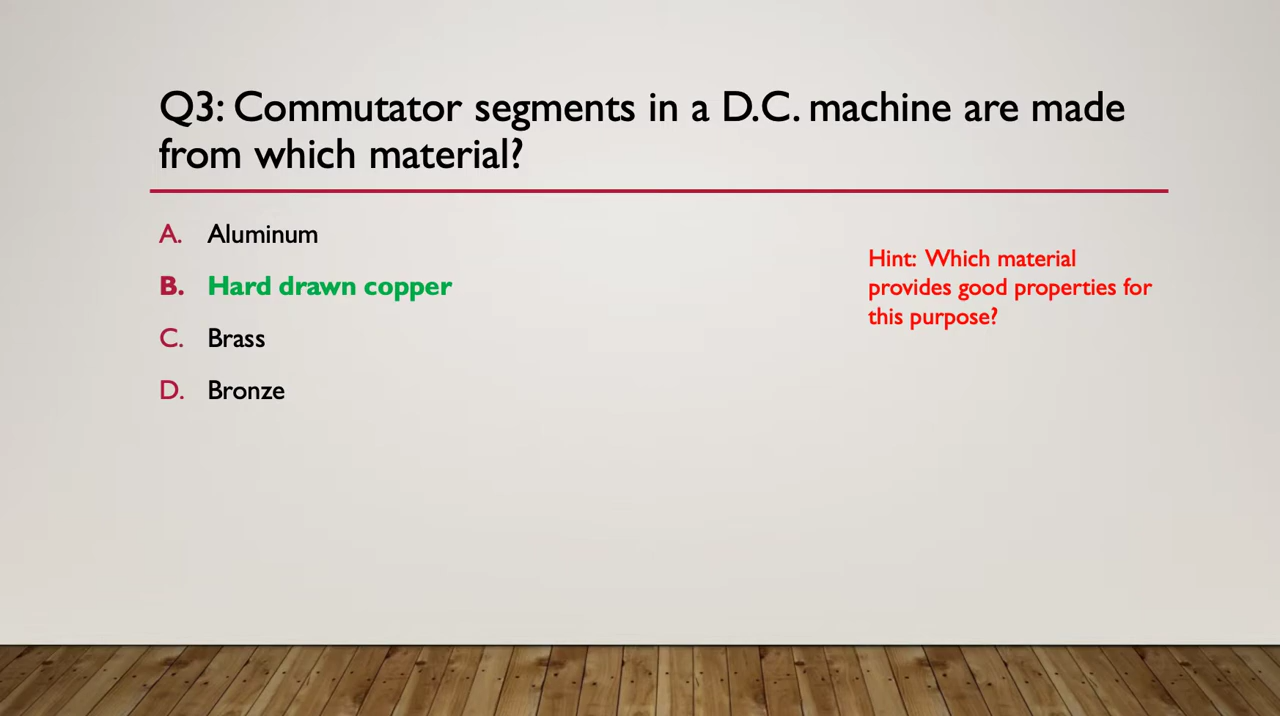 Q3: Commutator segments in a D.C. machine are made
from which material?
A. Aluminum
B. Hard drawn copper
C. Brass
D. Bronze
Hint: Which material
provides good properties for
this purpose?